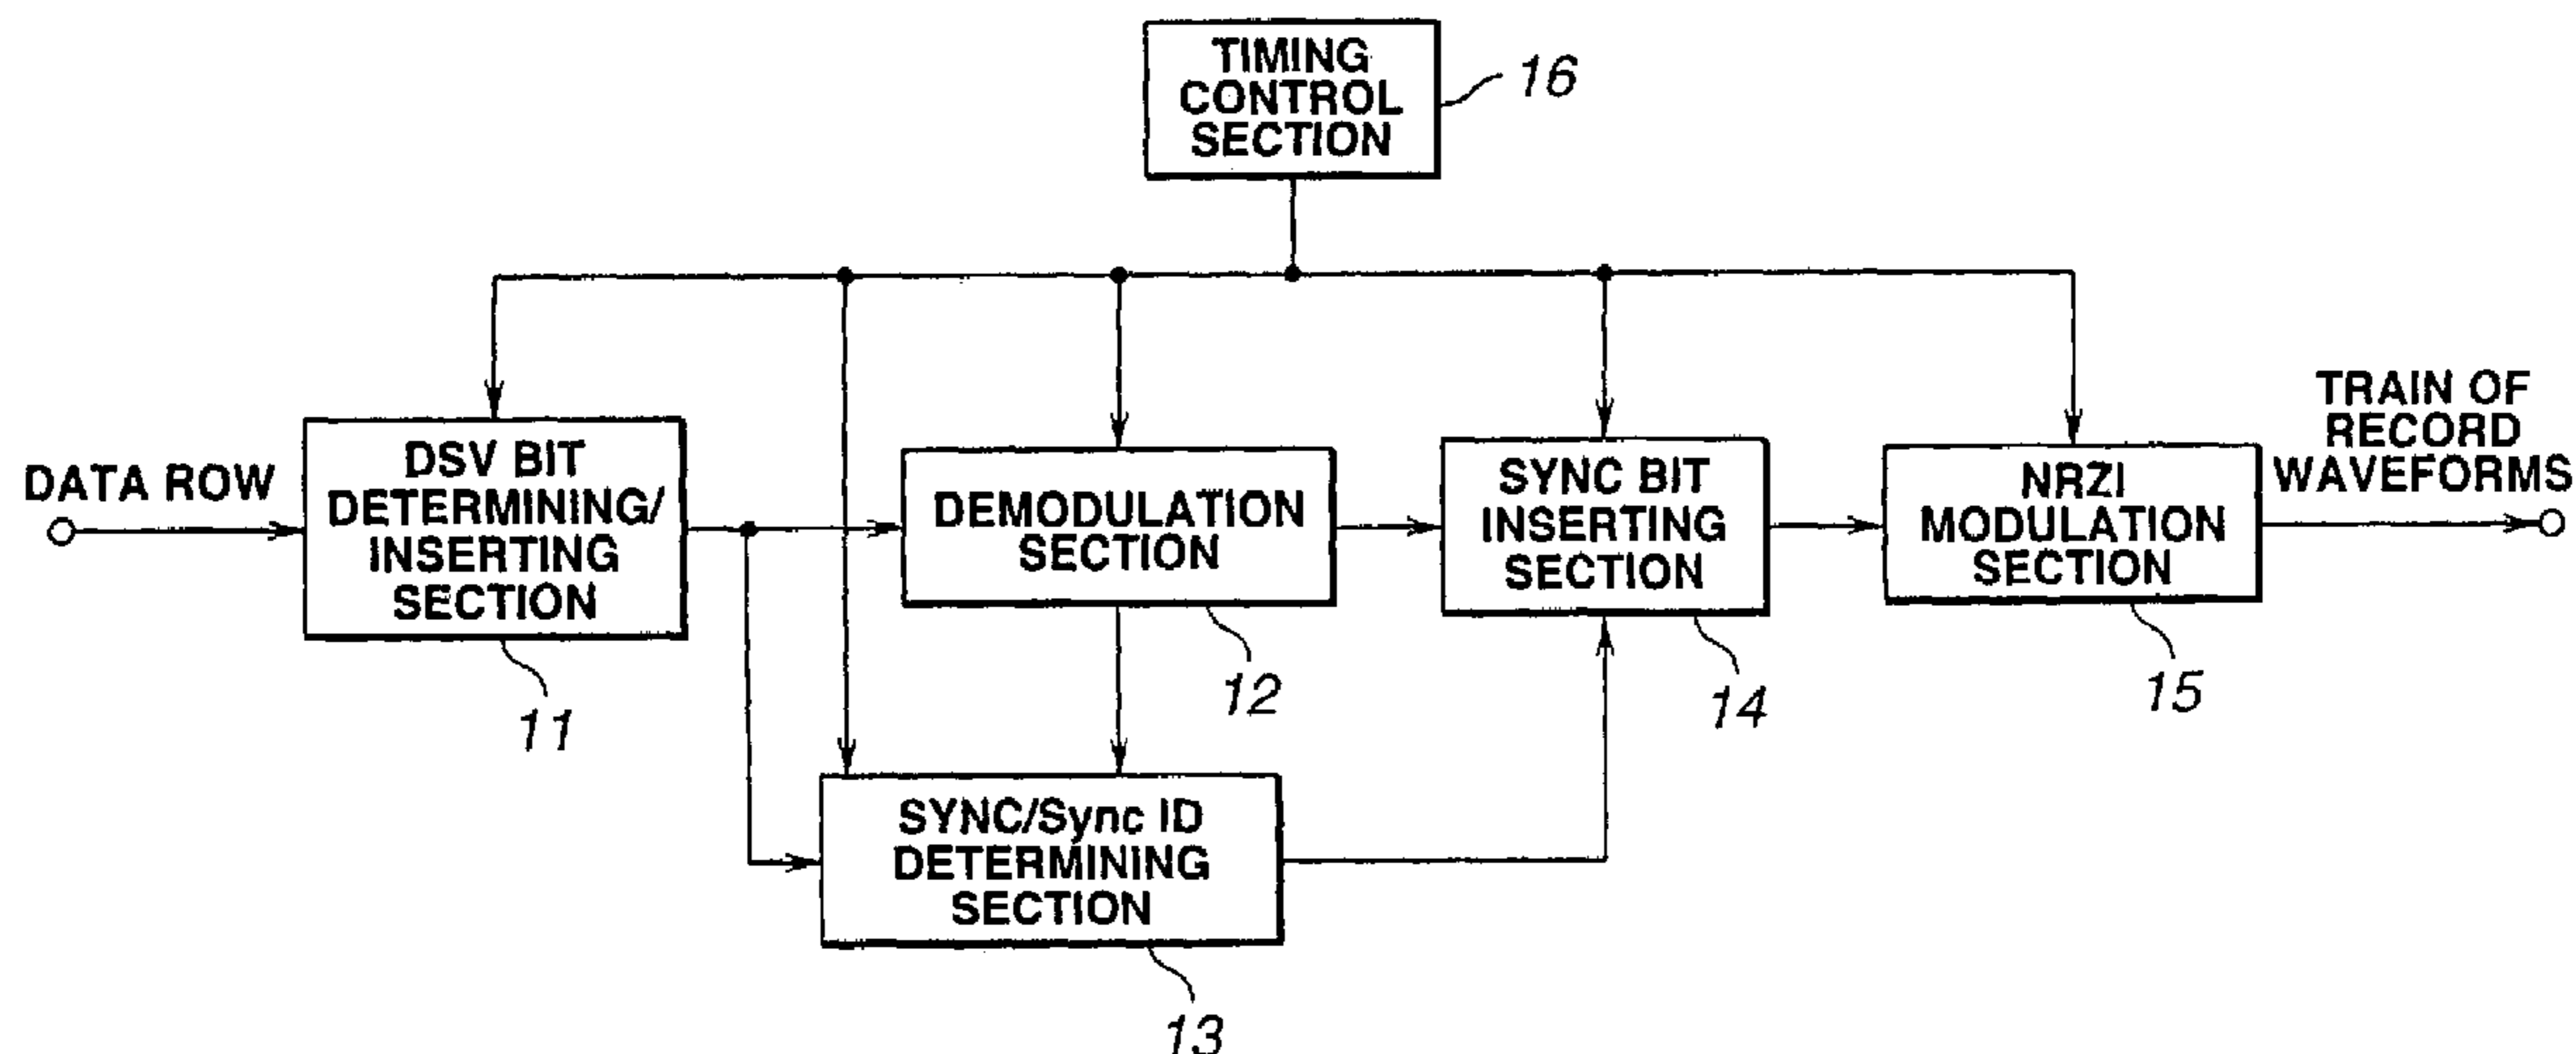 TIMING
CONTROL
SECTION
16
DATA ROW
DSV BIT
DETERMINING/
INSERTING
SECTION
11
DEMODULATION
SECTION
12
SYNC BIT
INSERTING
SECTION
14
NRZI
MODULATION
SECTION
15
TRAIN OF
RECORD
WAVEFORMS
SYNC/Sync ID
DETERMINING
SECTION
13